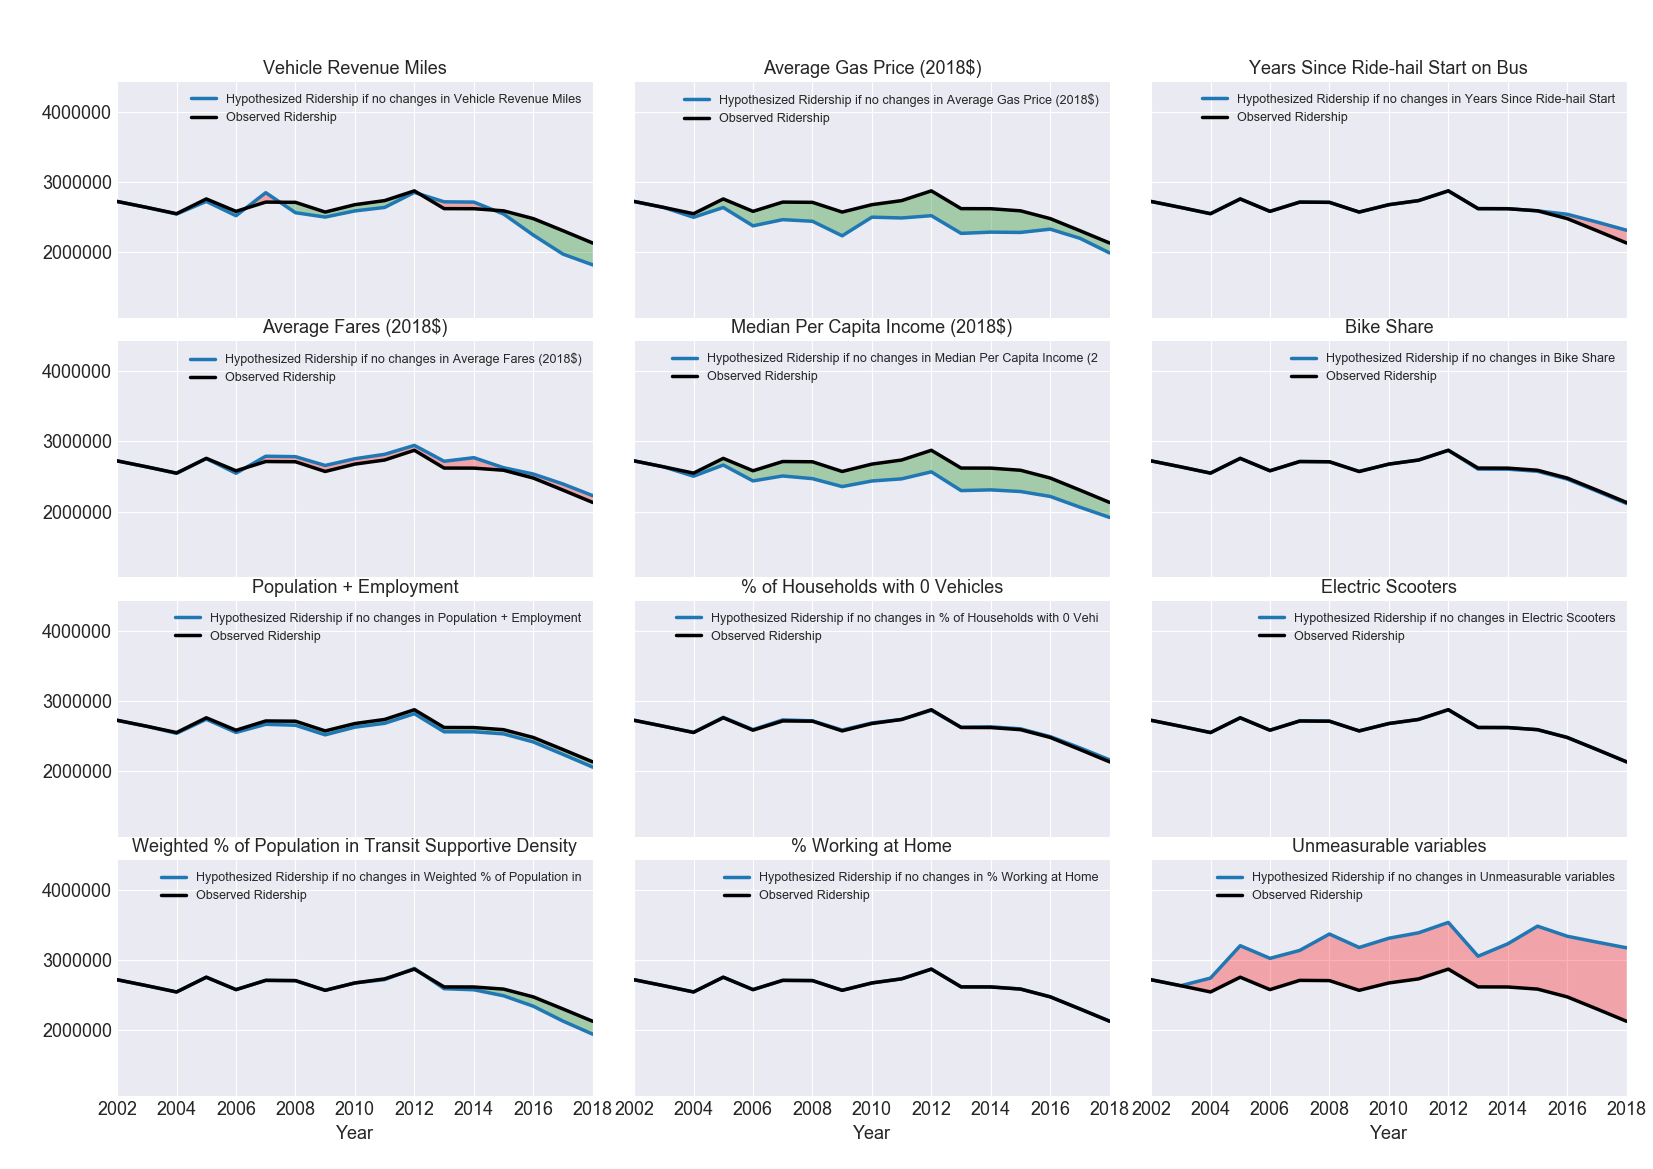 Vehicle Revenue Miles
Hypothesized Ridership if no changes in Vehicle Revenue Miles
Observed Ridership
4000000
3000000
2000000
Average Gas Price (2018$)
Hypothesized Ridership if no changes in Average Gas Price (2018$)
Observed Ridership
Years Since Ride-hail Start on Bus
Hypothesized Ridership if no changes in Years Since Ride-hail Start
Observed Ridership
Average Fares (2018$)
Hypothesized Ridership if no changes in Average Fares (2018$)
Observed Ridership
4000000
3000000
2000000
Median Per Capita Income (2018$)
Hypothesized Ridership if no changes in Median Per Capita Income (2
Observed Ridership
Bike Share
Hypothesized Ridership if no changes in Bike Share
Observed Ridership
Population + Employment
Hypothesized Ridership if no changes in Population + Employment
Observed Ridership
4000000
3000000
2000000
% of Households with 0 Vehicles
Hypothesized Ridership if no changes in % of Households with 0 Vehi
Observed Ridership
Electric Scooters
Hypothesized Ridership if no changes in Electric Scooters
Observed Ridership
Weighted % of Population in Transit Supportive Density
Hypothesized Ridership if no changes in Weighted % of Population in
Observed Ridership
4000000
3000000
2000000
2002 2004 2006 2008 2010 2012 2014 2016 2018
Year
% Working at Home
Hypothesized Ridership if no changes in % Working at Home
Observed Ridership
2002 2004 2006 2008 2010 2012 2014 2016 2018
Year
Unmeasurable variables
Hypothesized Ridership if no changes in Unmeasurable variables
Observed Ridership
2002 2004 2006 2008 2010 2012 2014 2016 2018
Year